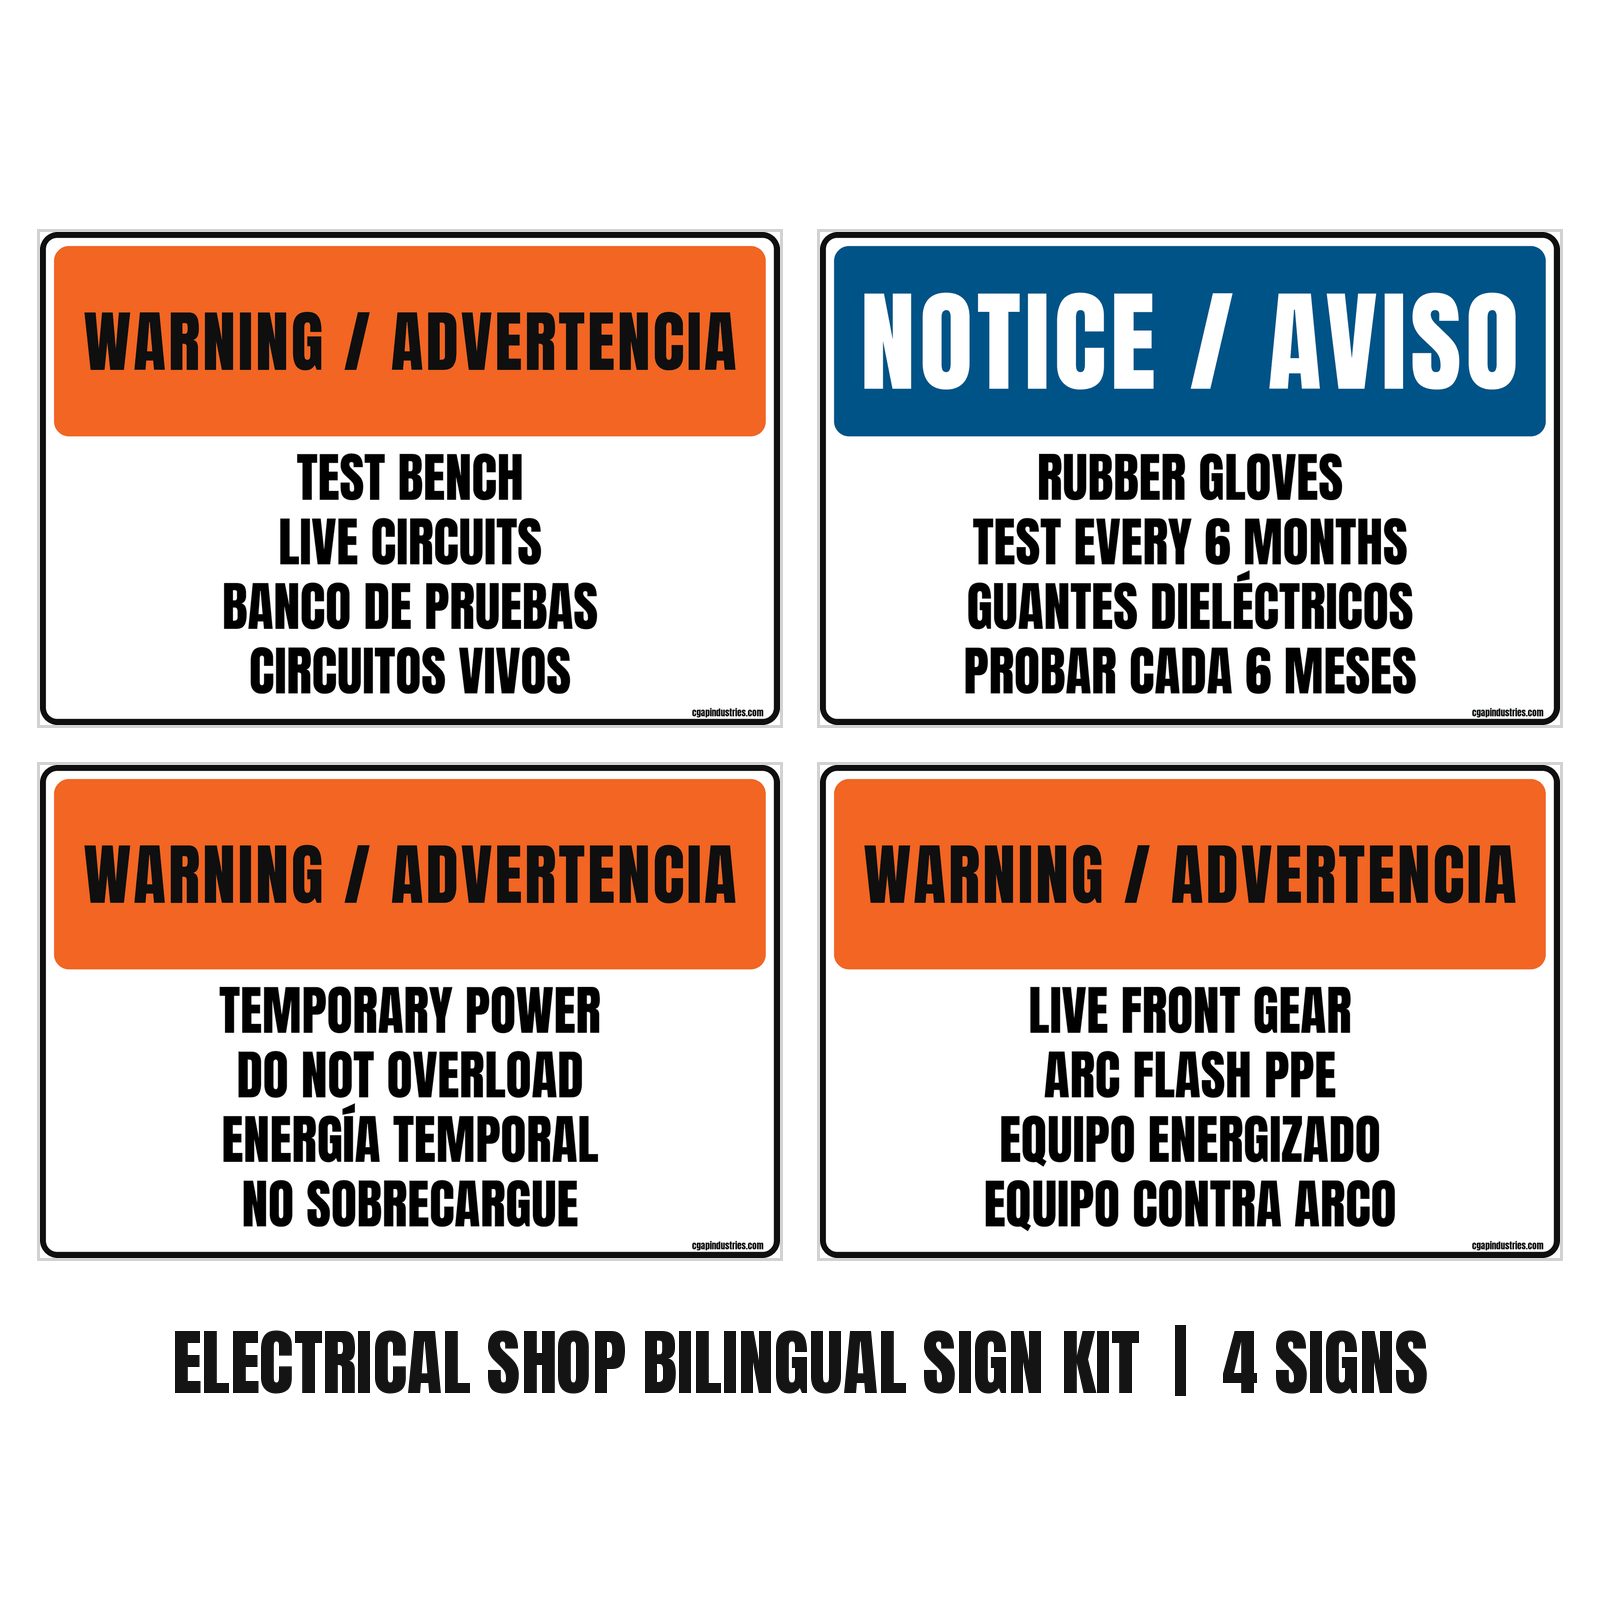 WARNING / ADVERTENCIA
TEST BENCH
LIVE CIRCUITS
BANCO DE PRUEBAS
CIRCUITOS VIVOS
cgapindustries.com
NOTICE / AVISO
RUBBER GLOVES
TEST EVERY 6 MONTHS
GUANTES DIELÉCTRICOS
PROBAR CADA 6 MESES
cgapindustries.com
WARNING / ADVERTENCIA
TEMPORARY POWER
DO NOT OVERLOAD
ENERGÍA TEMPORAL
NO SOBRECARGUE
cgapindustries.com
WARNING / ADVERTENCIA
LIVE FRONT GEAR
ARC FLASH PPE
EQUIPO ENERGIZADO
EQUIPO CONTRA ARCO
cgapindustries.com
ELECTRICAL SHOP BILINGUAL SIGN KIT | 4 SIGNS